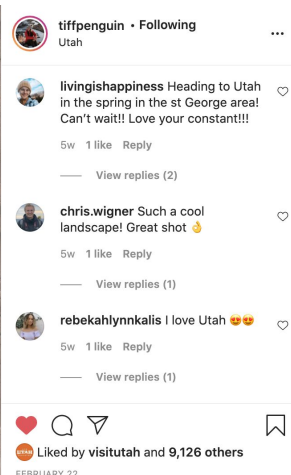 tiffpenguin • Following
Utah
livingishappiness Heading to Utah
in the spring in the st George area!
Can't wait!! Love your constant!!!
5w 1 like Reply
View replies (2)
chris.wigner Such a cool
landscape! Great shot 👌
5w 1 like Reply
View replies (1)
rebekahlynnkalis I love Utah 😍😍
5w 1 like Reply
View replies (1)
Liked by visitutah and 9,126 others
FEBRUARY 22